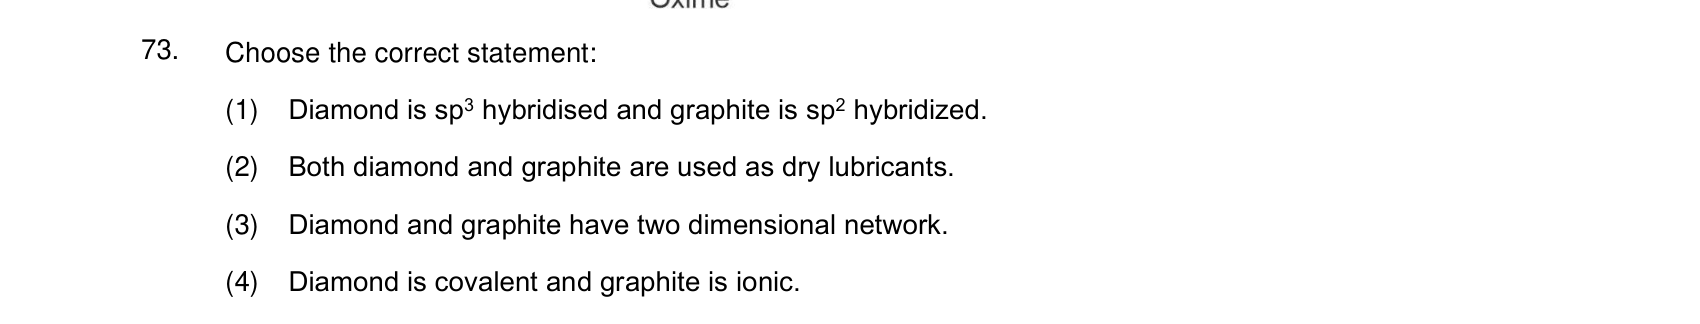 Oxime
73. Choose the correct statement:
(1) Diamond is sp³ hybridised and graphite is sp² hybridized.
(2) Both diamond and graphite are used as dry lubricants.
(3) Diamond and graphite have two dimensional network.
(4) Diamond is covalent and graphite is ionic.